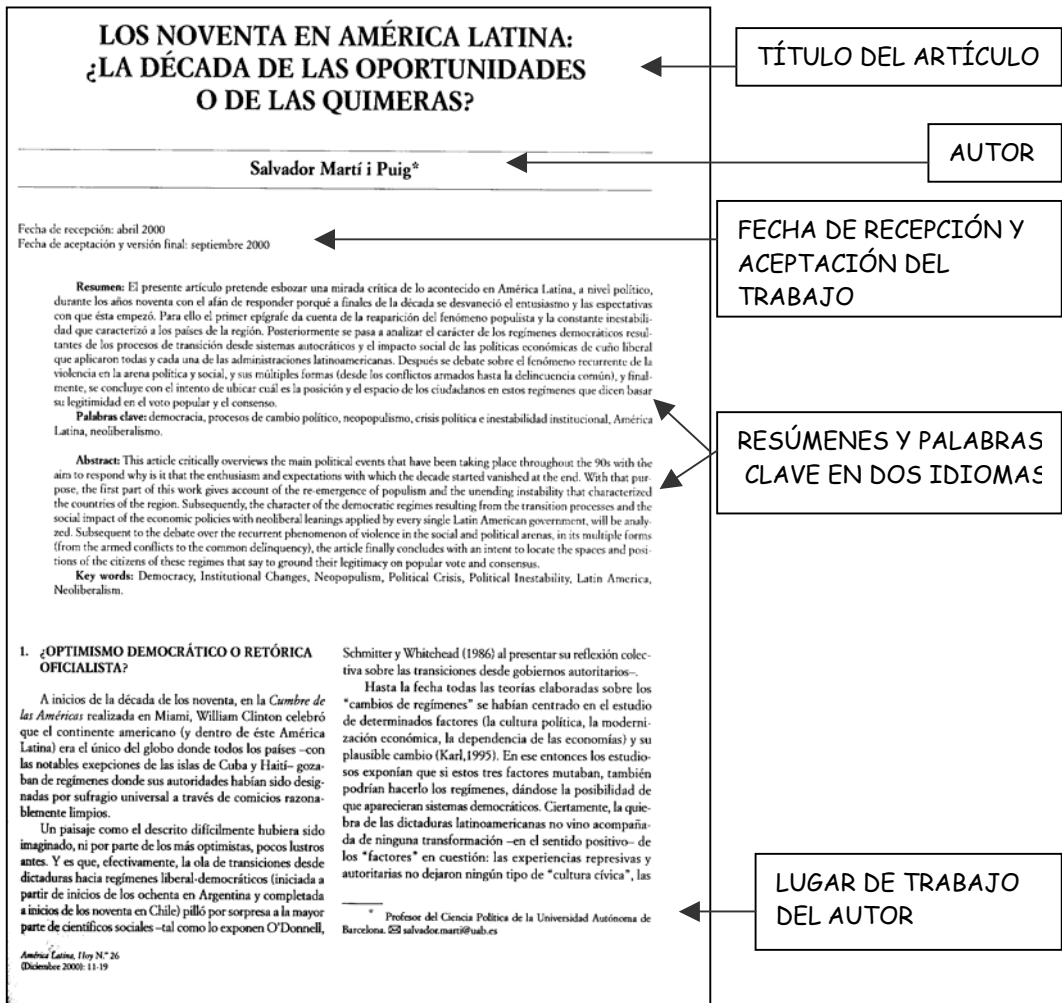 LOS NOVENTA EN AMÉRICA LATINA:
¿LA DÉCADA DE LAS OPORTUNIDADES
O DE LAS QUIMERAS?
TÍTULO DEL ARTÍCULO
Salvador Martí i Puig*
AUTOR
Fecha de recepción: abril 2000
Fecha de aceptación y versión final: septiembre 2000
FECHA DE RECEPCIÓN Y
ACEPTACIÓN DEL
TRABAJO
Resumen: El presente artículo pretende esbozar una mirada crítica de lo acontecido en América Latina, a nivel político,
durante los años noventa con el afán de responder porqué a finales de la década se desvaneció el entusiasmo y las espectativas
con que ésta empezó. Para ello el primer epígrafe da cuenta de la reaparición del fenómeno populista y la constante inestabili-
dad que caracterizó a los países de la región. Posteriormente se pasa a analizar el carácter de los regímenes democráticos resul-
tantes de los procesos de transición desde sistemas autocráticos y el impacto social de las políticas económicas de cuño liberal
que aplicaron todas y cada una de las administraciones latinoamericanas. Después se debate sobre el fenómeno recurrente de la
violencia en la arena política y social, y sus múltiples formas (desde los conflictos armados hasta la delincuencia común), y final-
mente, se concluye con el intento de ubicar cuál es la posición y el espacio de los ciudadanos en estos regímenes que dicen basar
su legitimidad en el voto popular y el consenso.
Palabras clave: democracia, procesos de cambio político, neopopulismo, crisis política e inestabilidad institucional, América
Latina, neoliberalismo.
RESÚMENES Y PALABRAS
CLAVE EN DOS IDIOMAS
Abstract: This article critically overviews the main political events that have been taking place throughout the 90s with the
aim to respond why is it that the enthusiasm and expectations with which the decade started vanished at the end. With that pur-
pose, the first part of this work gives account of the re-emergence of populism and the unending instability that characterized
the countries of the region. Subsequently, the character of the democratic regimes resulting from the transition processes and the
social impact of the economic policies with neoliberal leanings applied by every single Latin American government, will be analy-
zed. Subsequent to the debate over the recurrent phenomenon of violence in the social and political arenas, in its multiple forms
(from the armed conflicts to the common delinquency), the article finally concludes with an intent to locate the spaces and posi-
tions of the citizens of these regimes that say to ground their legitimacy on popular vote and consensus.
Key words: Democracy, Institutional Changes, Neopopulism, Political Crisis, Political Inestability, Latin America,
Neoliberalism.
1. ¿OPTIMISMO DEMOCRÁTICO O RETÓRICA
OFICIALISTA?
A inicios de la década de los noventa, en la Cumbre de
las Américas realizada en Miami, William Clinton celebró
que el continente americano (y dentro de éste América
Latina) era el único del globo donde todos los países –con
las notables exepciones de las islas de Cuba y Haití– goza-
ban de regímenes donde sus autoridades habían sido desig-
nadas por sufragio universal a través de comicios razona-
blemente limpios.
Un paisaje como el descrito difícilmente hubiera sido
imaginado, ni por parte de los más optimistas, pocos lustros
antes. Y es que, efectivamente, la ola de transiciones desde
dictaduras hacia regímenes liberal-democráticos (iniciada a
partir de inicios de los ochenta en Argentina y completada
a inicios de los noventa en Chile) pilló por sorpresa a la mayor
parte de científicos sociales –tal como lo exponen O'Donnell,
Schmitter y Whitehead (1986) al presentar su reflexión colec-
tiva sobre las transiciones desde gobiernos autoritarios–.
Hasta la fecha todas las teorías elaboradas sobre los
"cambios de regímenes" se habían centrado en el estudio
de determinados factores (la cultura política, la moderni-
zación económica, la dependencia de las economías) y su
plausible cambio (Karl,1995). En ese entonces los estudio-
sos exponían que si estos tres factores mutaban, también
podrían hacerlo los regímenes, dándose la posibilidad de
que aparecieran sistemas democráticos. Ciertamente, la quie-
bra de las dictaduras latinoamericanas no vino acompaña-
da de ninguna transformación –en el sentido positivo– de
los "factores" en cuestión: las experiencias represivas y
autoritarias no dejaron ningún tipo de "cultura cívica", las
* Profesor del Ciencia Política de la Universidad Autónoma de
Barcelona. ✉ salvador.marti@uab.es
LUGAR DE TRABAJO
DEL AUTOR
América Latina, Hoy N.º 26
(Diciembre 2000): 11-19